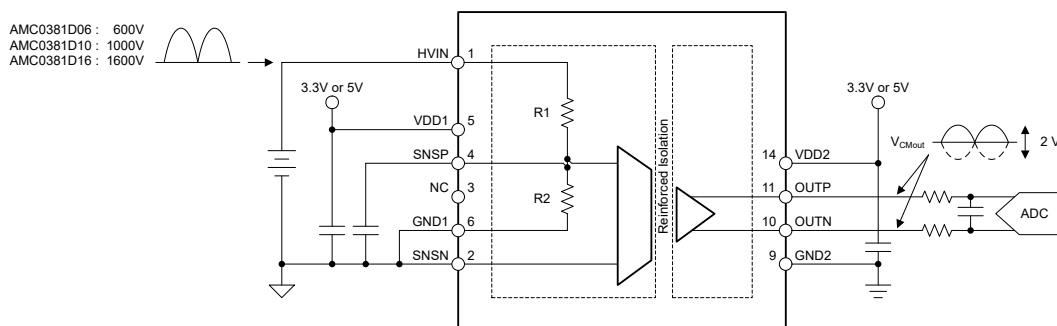 AMC0381D06 : 600V
AMC0381D10 : 1000V
AMC0381D16 : 1600V
HVIN
1
3.3V or 5V
VDD1
5
SNSP
4
NC
3
GND1
6
SNSN
2
R1
R2
Reinforced Isolation
3.3V or 5V
14
VDD2
11
OUTP
10
OUTN
9
GND2
VCMout
2 V
ADC